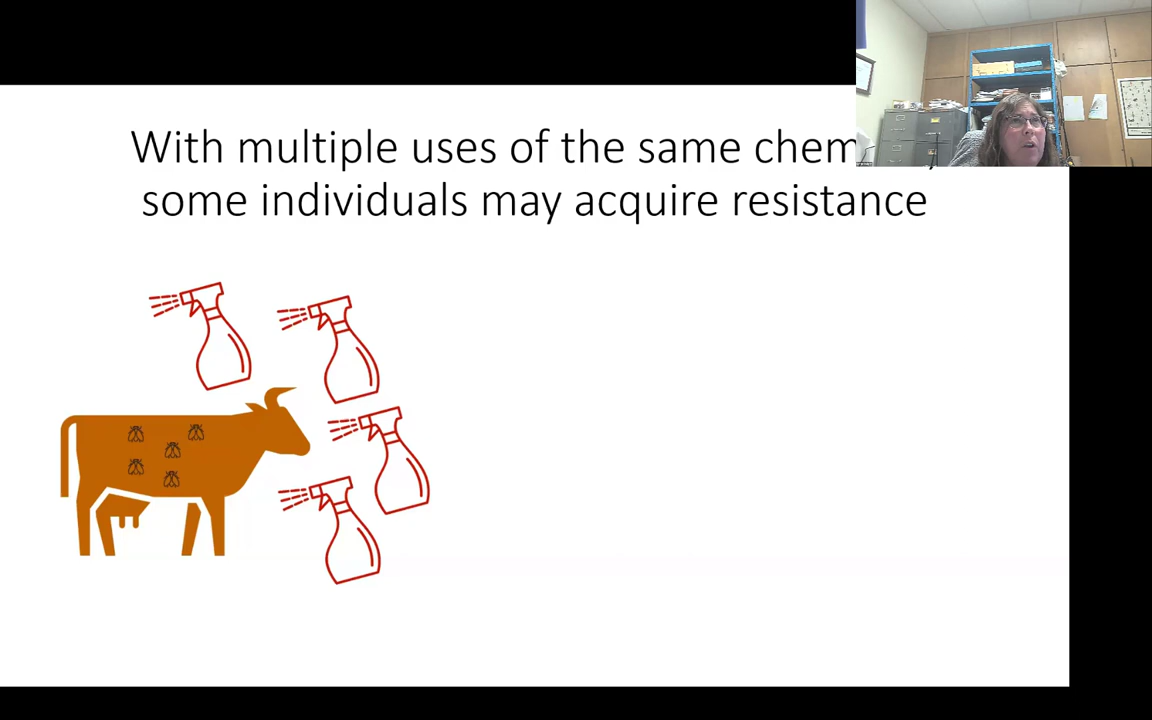 With multiple uses of the same chem
some individuals may acquire resistance